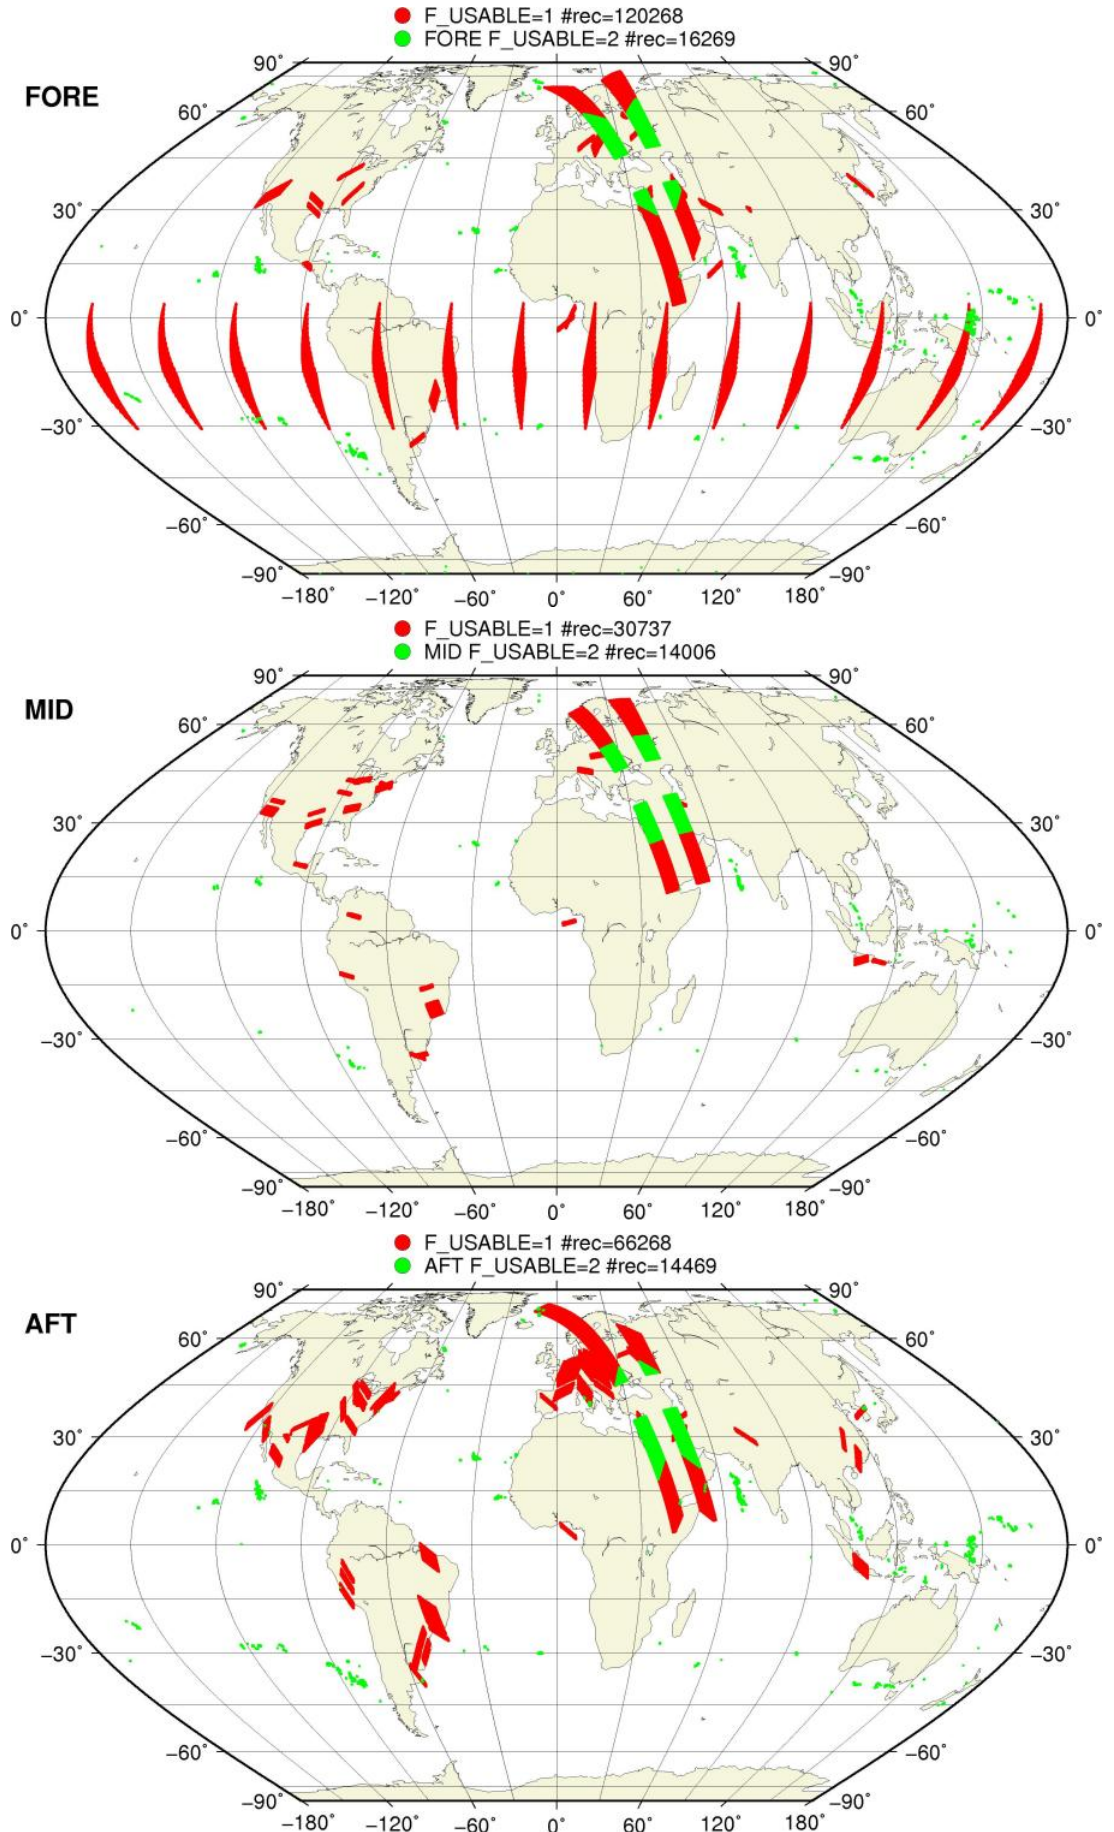 F_USABLE=1 #rec=120268
FORE F_USABLE=2 #rec=16269
FORE
90˚ 90˚
60˚ 60˚
30˚ 30˚
0˚ 0˚
−30˚ −30˚
−60˚ −60˚
−90˚ −90˚
−180˚ −120˚ −60˚ 0˚ 60˚ 120˚ 180˚
F_USABLE=1 #rec=30737
MID F_USABLE=2 #rec=14006
MID
90˚ 90˚
60˚ 60˚
30˚ 30˚
0˚ 0˚
−30˚ −30˚
−60˚ −60˚
−90˚ −90˚
−180˚ −120˚ −60˚ 0˚ 60˚ 120˚ 180˚
F_USABLE=1 #rec=66268
AFT F_USABLE=2 #rec=14469
AFT
90˚ 90˚
60˚ 60˚
30˚ 30˚
0˚ 0˚
−30˚ −30˚
−60˚ −60˚
−90˚ −90˚
−180˚ −120˚ −60˚ 0˚ 60˚ 120˚ 180˚